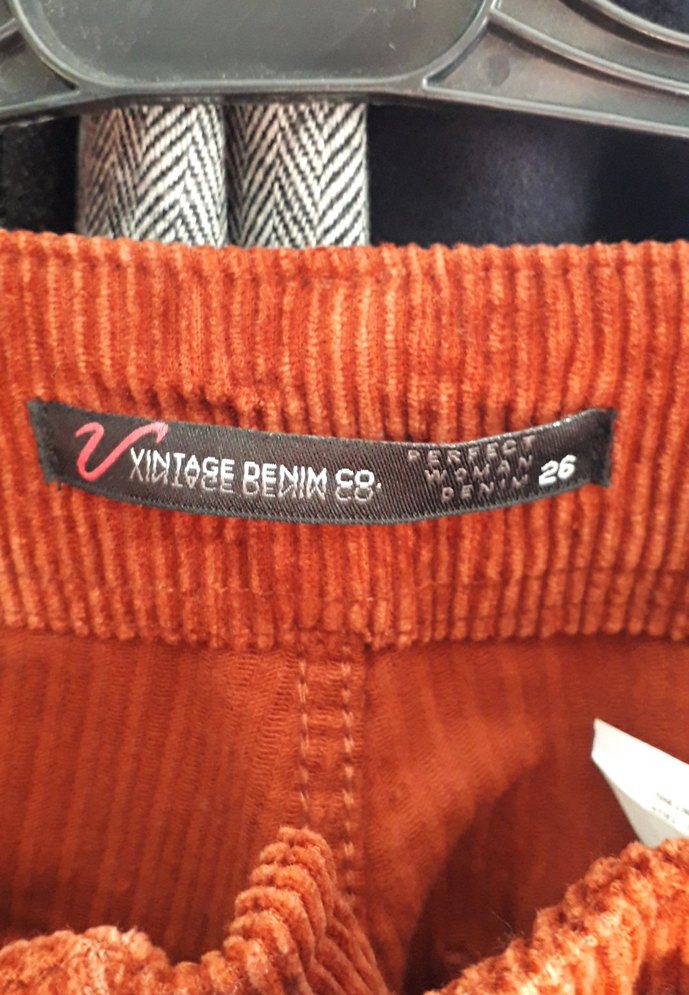 VINTAGE DENIM CO.
PERFECT
WOMAN
DENIM
26